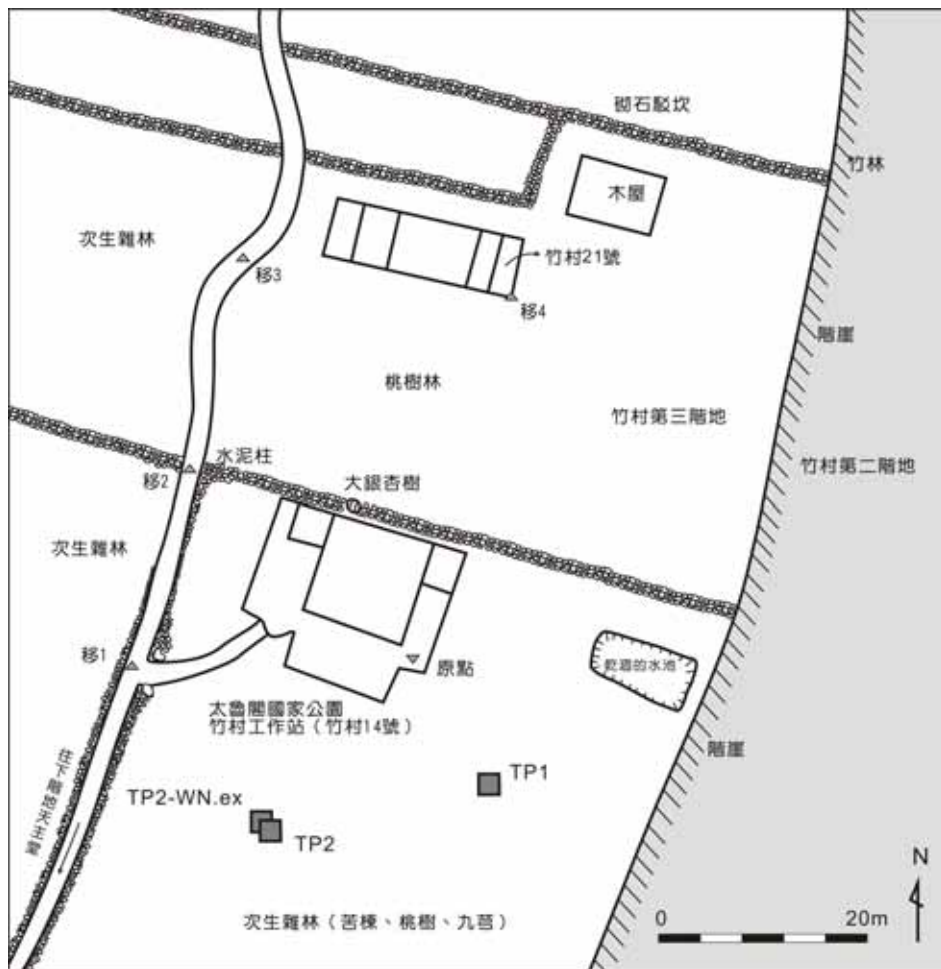 砌石駁坎
竹林
木屋
次生雜林
竹村21號
移3
移4
階崖
桃樹林
竹村第三階地
水泥柱
移2
竹村第二階地
大銀杏樹
次生雜林
移1
原點
乾涸的水池
太魯閣國家公園
竹村工作站（竹村14號）
階崖
往下階地天主堂
TP1
TP2-WN.ex
TP2
N
次生雜林（苦楝、桃樹、九芎）
0 20m